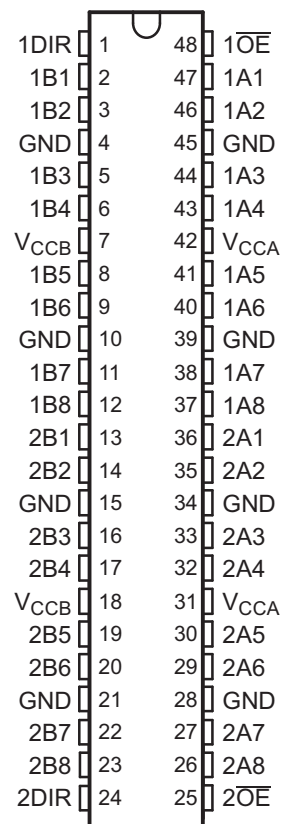 1DIR 1 48 1O̅E̅
1B1 2 47 1A1
1B2 3 46 1A2
GND 4 45 GND
1B3 5 44 1A3
1B4 6 43 1A4
VCCB 7 42 VCCA
1B5 8 41 1A5
1B6 9 40 1A6
GND 10 39 GND
1B7 11 38 1A7
1B8 12 37 1A8
2B1 13 36 2A1
2B2 14 35 2A2
GND 15 34 GND
2B3 16 33 2A3
2B4 17 32 2A4
VCCB 18 31 VCCA
2B5 19 30 2A5
2B6 20 29 2A6
GND 21 28 GND
2B7 22 27 2A7
2B8 23 26 2A8
2DIR 24 25 2O̅E̅